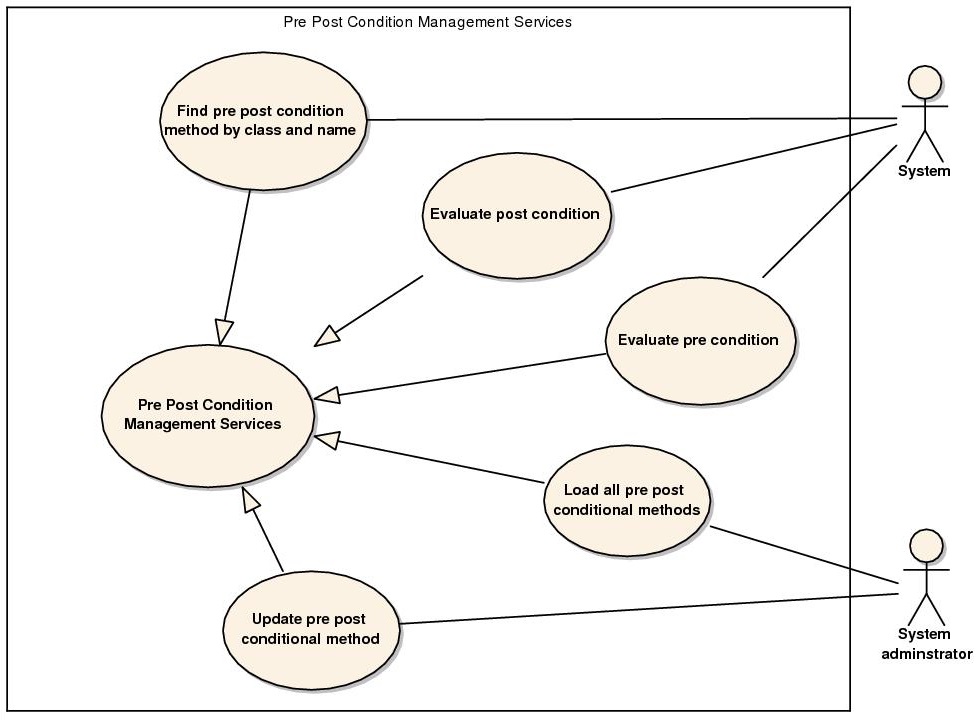 Pre Post Condition Management Services
Find pre post condition
method by class and name
System
Evaluate post condition
Evaluate pre condition
Pre Post Condition
Management Services
Load all pre post
conditional methods
Update pre post
conditional method
System
adminstrator